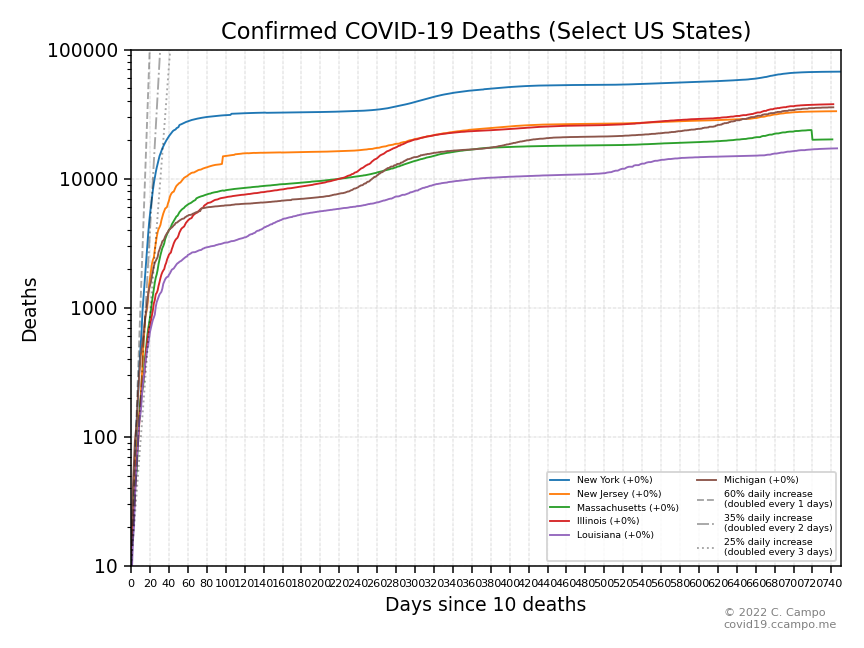 Confirmed COVID-19 Deaths (Select US States)
100000
10000
1000
100
10
Deaths
New York (+0%)
New Jersey (+0%)
Massachusetts (+0%)
Illinois (+0%)
Louisiana (+0%)
Michigan (+0%)
60% daily increase
(doubled every 1 days)
35% daily increase
(doubled every 2 days)
25% daily increase
(doubled every 3 days)
0 20 40 60 80 100 120 140 160 180 200 220 240 260 280 300 320 340 360 380 400 420 440 460 480 500 520 540 560 580 600 620 640 660 680 700 720 740
Days since 10 deaths
© 2022 C. Campo
covid19.ccampo.me